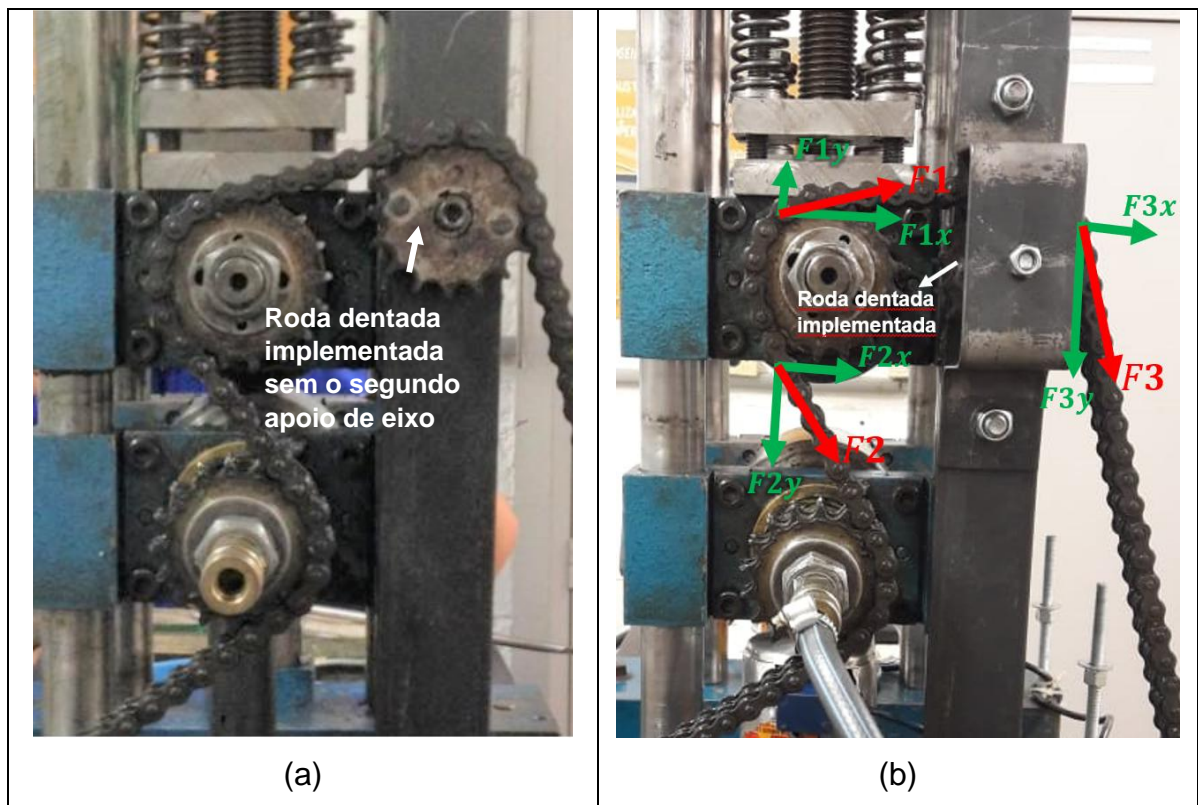 Roda dentada
implementada
sem o segundo
apoio de eixo
(a)
F1y
F1
F1x
F3x
Roda dentada
implementada
F2x
F3
F3y
F2
F2y
(b)